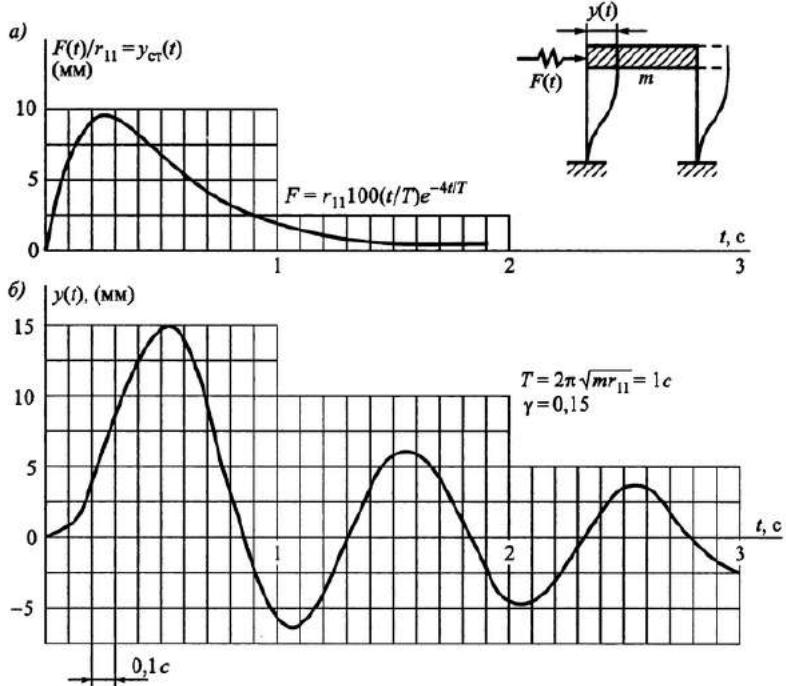 а)
F(t)/r₁₁ = yст(t)
(мм)
y(t)
F(t)
m
10
5
0
F = r₁₁100(t/T)e^{-4t/T}
1
2
3
t, с
б)
y(t), (мм)
15
10
5
0
-5
T = 2π√mr₁₁ = 1c
γ = 0,15
1
2
3
t, с
0,1c